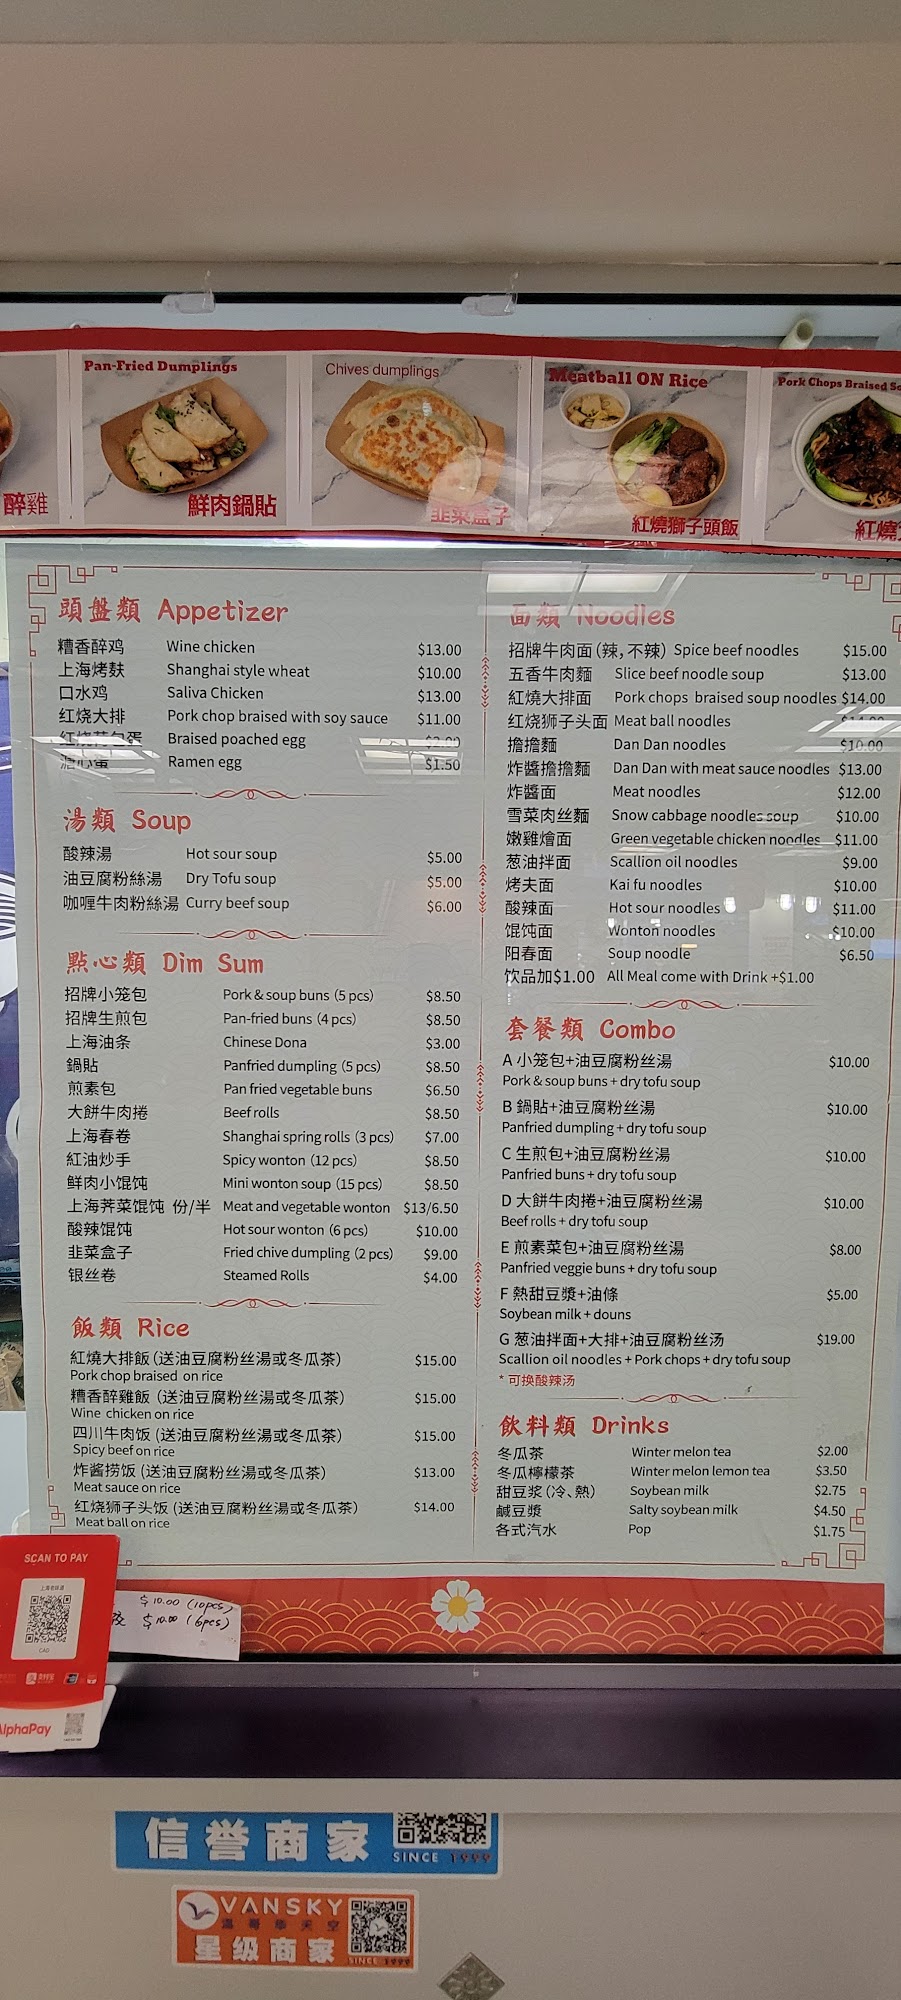 Pan-Fried Dumplings
Chives dumplings
Meatball ON Rice
Pork Chops Braised
醉雞
鮮肉鍋貼
韭菜盒子
紅燒獅子頭飯
紅燒
頭盤類 Appetizer
糟香醉鸡 Wine chicken $13.00
上海烤麸 Shanghai style wheat $10.00
口水鸡 Saliva Chicken $13.00
红烧大排 Pork chop braised with soy sauce $11.00
红烧荷包蛋 Braised poached egg $2.00
溏心蛋 Ramen egg $1.50
湯類 Soup
酸辣湯 Hot sour soup $5.00
油豆腐粉絲湯 Dry Tofu soup $5.00
咖喱牛肉粉絲湯 Curry beef soup $6.00
點心類 Dim Sum
招牌小笼包 Pork & soup buns (5 pcs) $8.50
招牌生煎包 Pan-fried buns (4 pcs) $8.50
上海油条 Chinese Dona $3.00
鍋貼 Panfried dumpling (5 pcs) $8.50
煎素包 Pan fried vegetable buns $6.50
大餅牛肉捲 Beef rolls $8.50
上海春卷 Shanghai spring rolls (3 pcs) $7.00
紅油炒手 Spicy wonton (12 pcs) $8.50
鮮肉小馄饨 Mini wonton soup (15 pcs) $8.50
上海荠菜馄饨 份/半 Meat and vegetable wonton $13/6.50
酸辣馄饨 Hot sour wonton (6 pcs) $10.00
韭菜盒子 Fried chive dumpling (2 pcs) $9.00
银丝卷 Steamed Rolls $4.00
飯類 Rice
紅燒大排飯 (送油豆腐粉丝湯或冬瓜茶) $15.00
Pork chop braised on rice
糟香醉雞飯 (送油豆腐粉丝湯或冬瓜茶) $15.00
Wine chicken on rice
四川牛肉饭 (送油豆腐粉丝湯或冬瓜茶) $15.00
Spicy beef on rice
炸酱捞饭 (送油豆腐粉丝湯或冬瓜茶) $13.00
Meat sauce on rice
红烧狮子头饭 (送油豆腐粉丝湯或冬瓜茶) $14.00
Meat ball on rice
面類 Noodles
招牌牛肉面 (辣, 不辣) Spice beef noodles $15.00
五香牛肉麵 Slice beef noodle soup $13.00
紅燒大排面 Pork chops braised soup noodles $14.00
红烧狮子头面 Meat ball noodles $14.00
擔擔麵 Dan Dan noodles $10.00
炸醬擔擔麵 Dan Dan with meat sauce noodles $13.00
炸醬面 Meat noodles $12.00
雪菜肉丝麵 Snow cabbage noodles soup $10.00
嫩雞燴面 Green vegetable chicken noodles $11.00
葱油拌面 Scallion oil noodles $9.00
烤夫面 Kai fu noodles $10.00
酸辣面 Hot sour noodles $11.00
馄饨面 Wonton noodles $10.00
阳春面 Soup noodle $6.50
饮品加$1.00 All Meal come with Drink +$1.00
套餐類 Combo
A 小笼包+油豆腐粉丝湯 $10.00
Pork & soup buns + dry tofu soup
B 鍋貼+油豆腐粉丝湯 $10.00
Panfried dumpling + dry tofu soup
C 生煎包+油豆腐粉丝湯 $10.00
Panfried buns + dry tofu soup
D 大餅牛肉捲+油豆腐粉丝湯 $10.00
Beef rolls + dry tofu soup
E 煎素菜包+油豆腐粉丝湯 $8.00
Panfried veggie buns + dry tofu soup
F 熱甜豆漿+油條 $5.00
Soybean milk + douns
G 葱油拌面+大排+油豆腐粉丝汤 $19.00
Scallion oil noodles + Pork chops + dry tofu soup
* 可换酸辣汤
飲料類 Drinks
冬瓜茶 Winter melon tea $2.00
冬瓜檸檬茶 Winter melon lemon tea $3.50
甜豆浆 (冷、熱) Soybean milk $2.75
鹹豆漿 Salty soybean milk $4.50
各式汽水 Pop $1.75
SCAN TO PAY
CAD
支付宝
AlphaPay
$10.00 (10pcs)
$10.00 (6pcs)
信誉商家
SINCE 1999
VANSKY
温哥华天空
星级商家
SINCE 1999